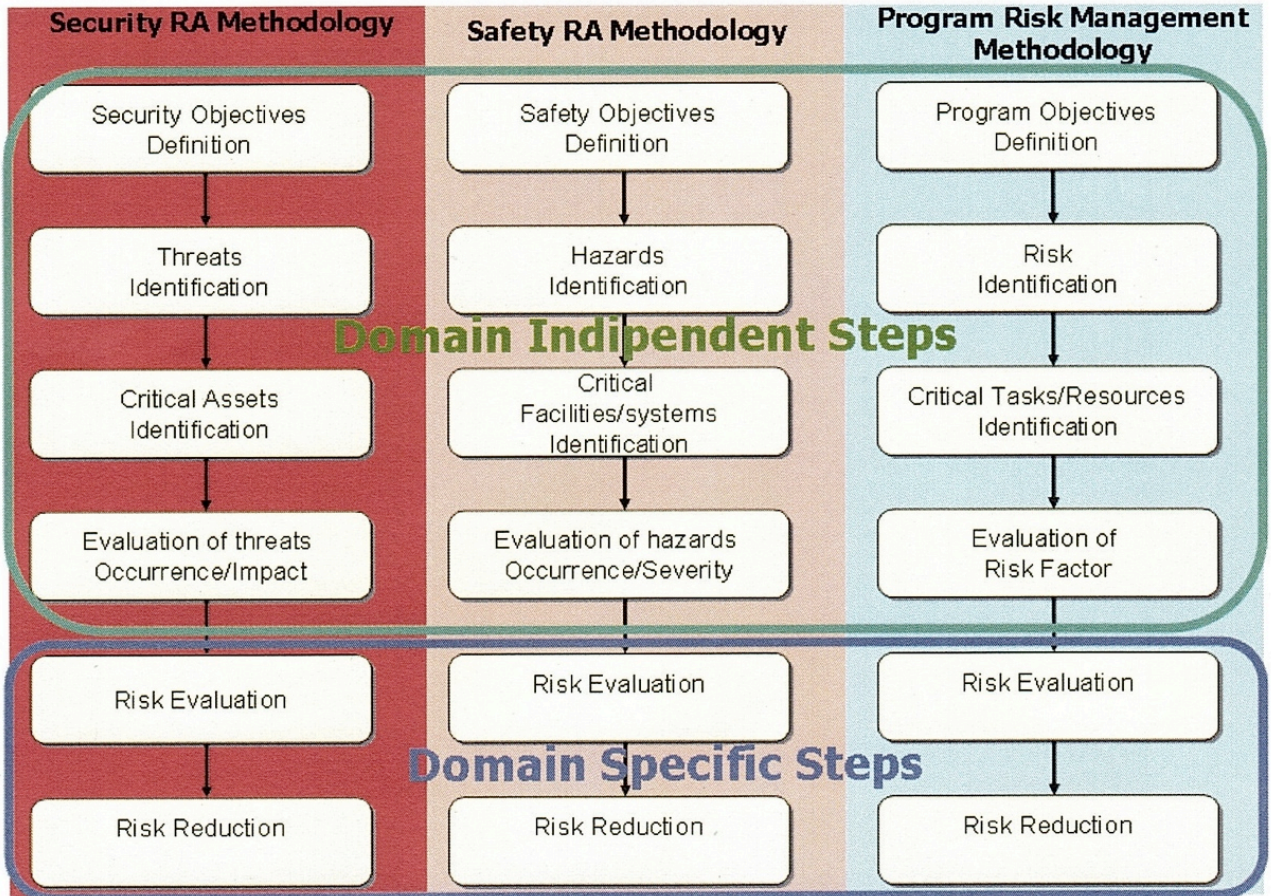 Security RA Methodology
Safety RA Methodology
Program Risk Management
Methodology
Security Objectives
Definition
Safety Objectives
Definition
Program Objectives
Definition
Threats
Identification
Hazards
Identification
Risk
Identification
Domain Indipendent Steps
Critical Assets
Identification
Critical
Facilities/systems
Identification
Critical Tasks/Resources
Identification
Evaluation of threats
Occurrence/Impact
Evaluation of hazards
Occurrence/Severity
Evaluation of
Risk Factor
Risk Evaluation
Risk Evaluation
Risk Evaluation
Domain Specific Steps
Risk Reduction
Risk Reduction
Risk Reduction